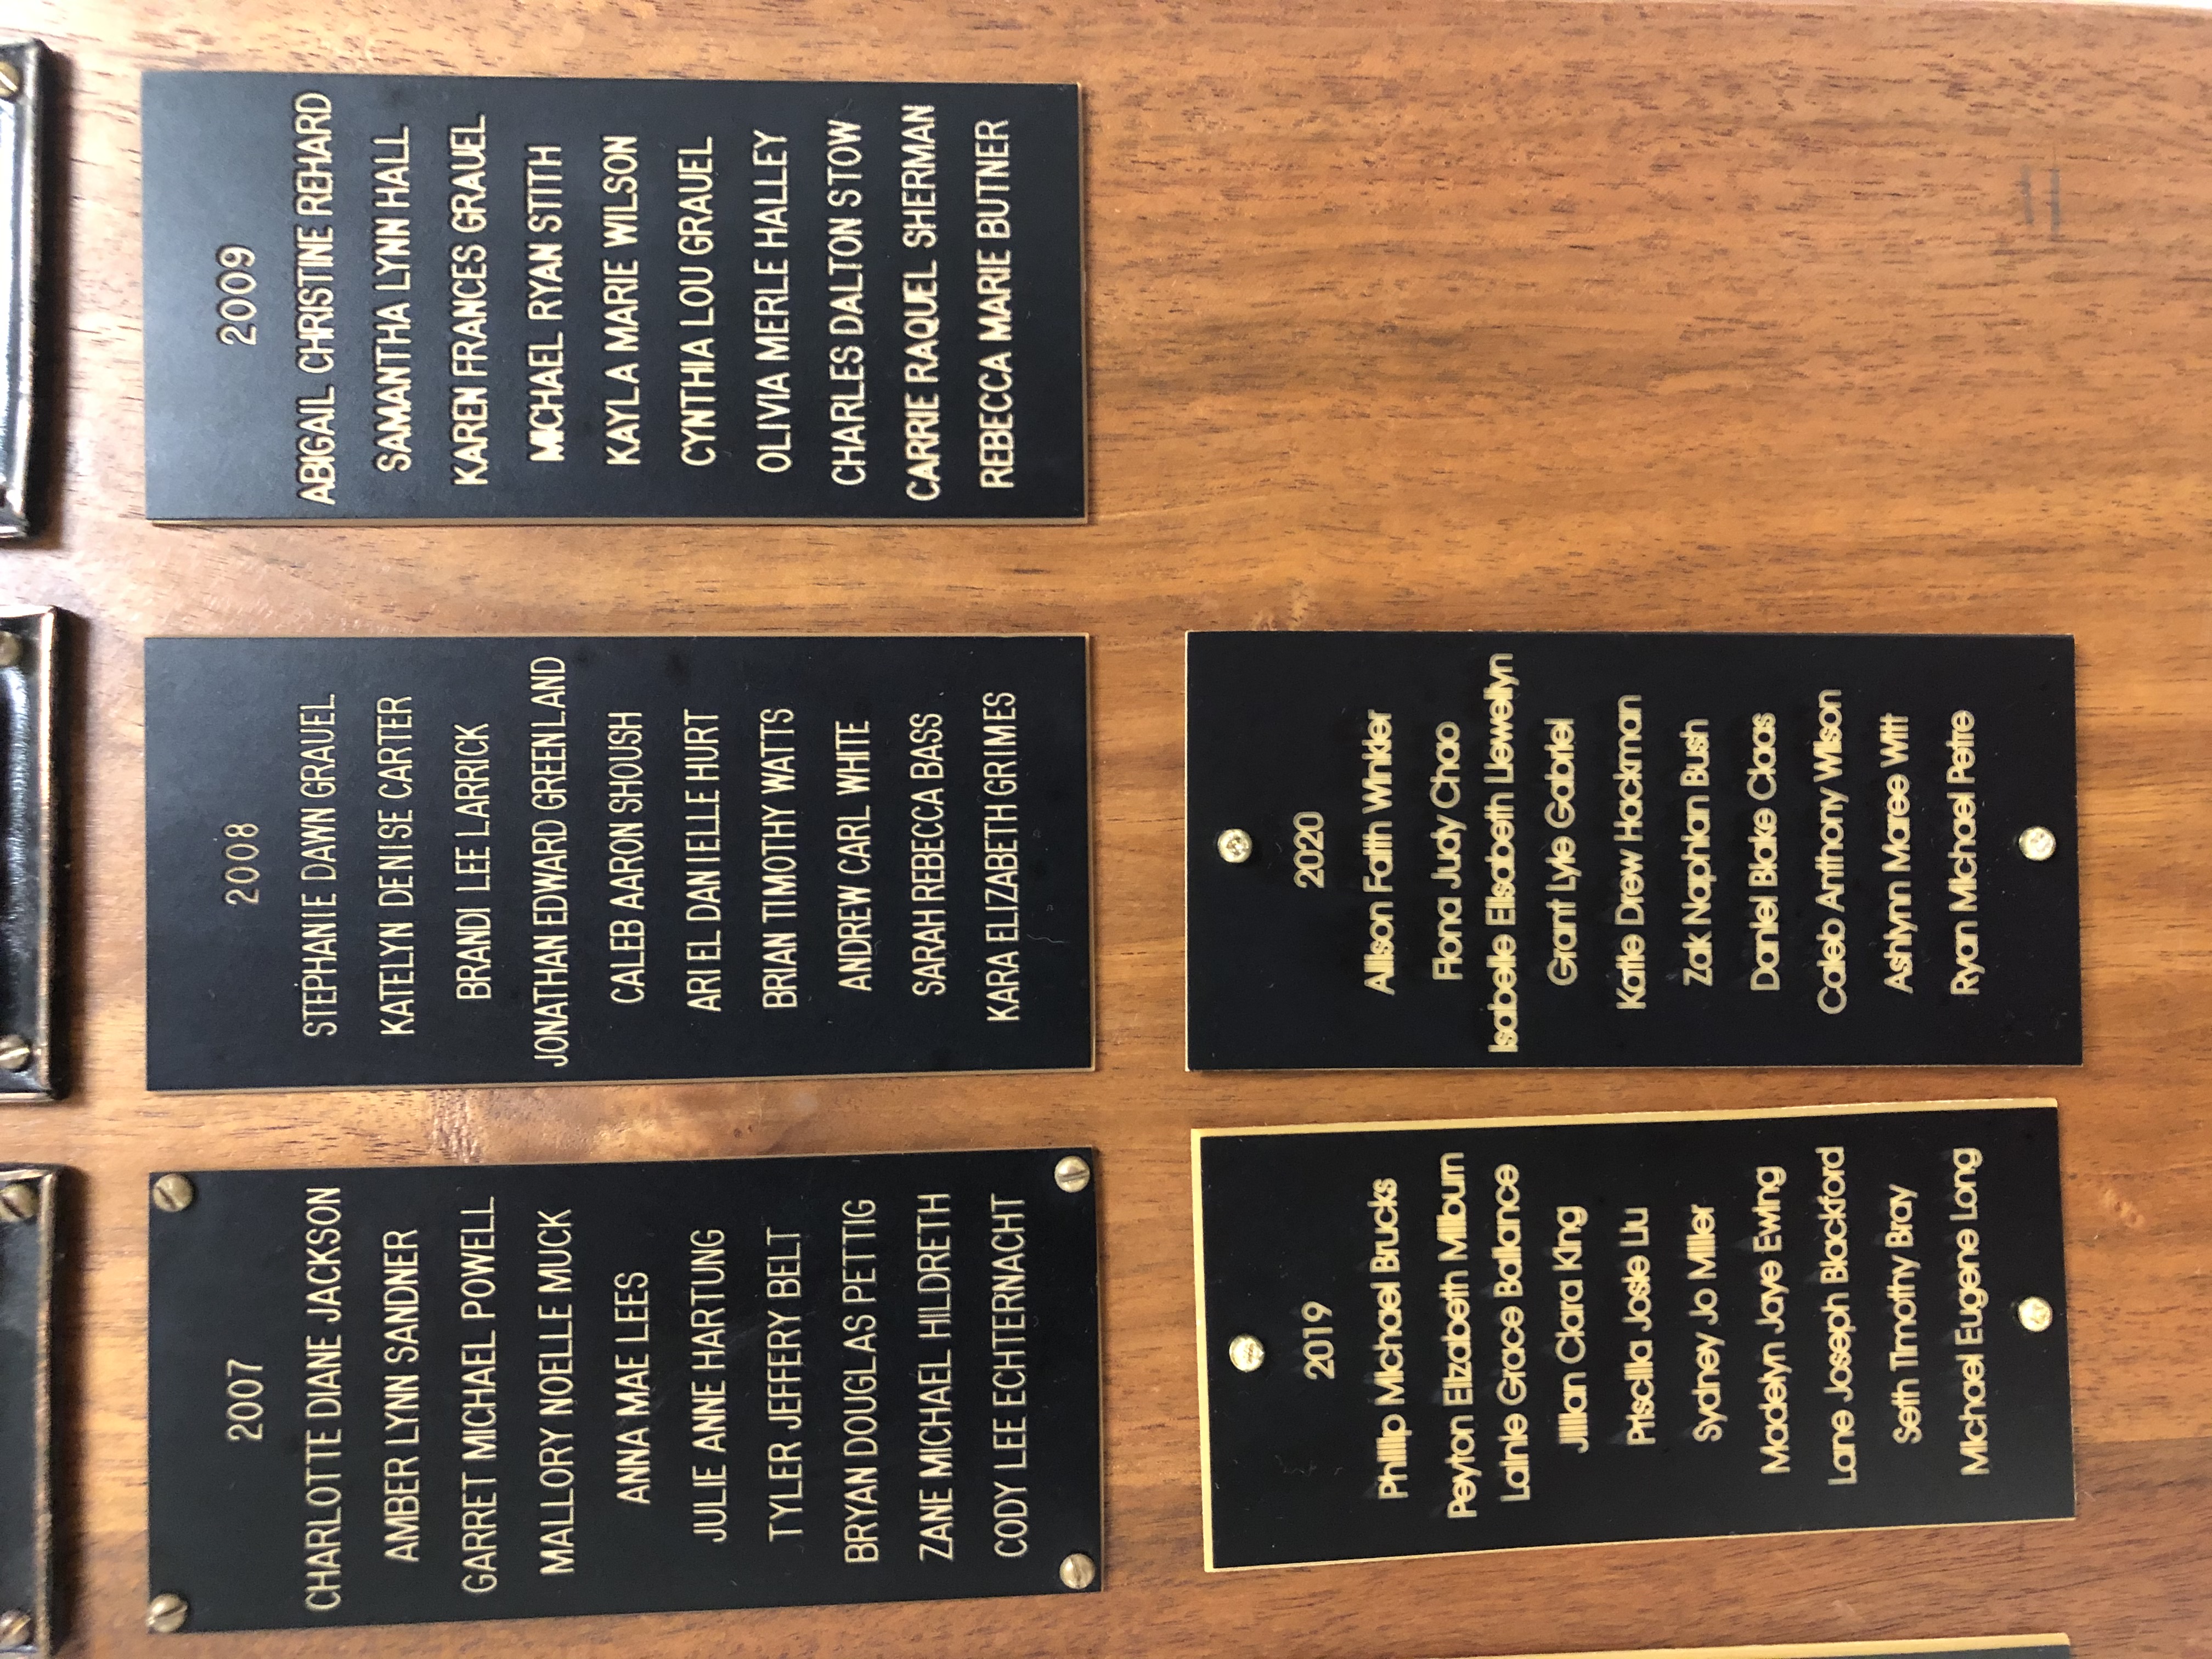 2007
CHARLOTTE DIANE JACKSON
AMBER LYNN SANDNER
GARRET MICHAEL POWELL
MALLORY NOELLE MUCK
ANNA MAE LEES
JULIE ANNE HARTUNG
TYLER JEFFERY BELT
BRYAN DOUGLAS PETTIG
ZANE MICHAEL HILDRETH
CODY LEE ECHTERNACHT
2008
STEPHANIE DAWN GRAUEL
KATELYN DENISE CARTER
BRANDI LEE LARRICK
JONATHAN EDWARD GREENLAND
CALEB AARON SHOUSH
ARIEL DANIELLE HURT
BRIAN TIMOTHY WATTS
ANDREW CARL WHITE
SARAH REBECCA BASS
KARA ELIZABETH GRIMES
2009
ABIGAIL CHRISTINE REHARD
SAMANTHA LYNN HALL
KAREN FRANCES GRAUEL
MICHAEL RYAN STITH
KAYLA MARIE WILSON
CYNTHIA LOU GRAUEL
OLIVIA MERLE HALLEY
CHARLES DALTON STOW
CARRIE RAQUEL SHERMAN
REBECCA MARIE BUTNER
2019
Phillip Michael Brucks
Peyton Elizabeth Milburn
Lainie Grace Ballance
Jillian Clara King
Priscilla Josie Liu
Sydney Jo Miller
Madelyn Jaye Ewing
Lane Joseph Blackford
Seth Timothy Bray
Michael Eugene Long
2020
Allison Faith Winkler
Fiona Judy Chao
Isabelle Elisabeth Llewellyn
Grant Lyle Gabriel
Katie Drew Hackman
Zak Naphian Bush
Daniel Blake Claas
Caleb Anthony Wilson
Ashlynn Maree Witt
Ryan Michael Petre